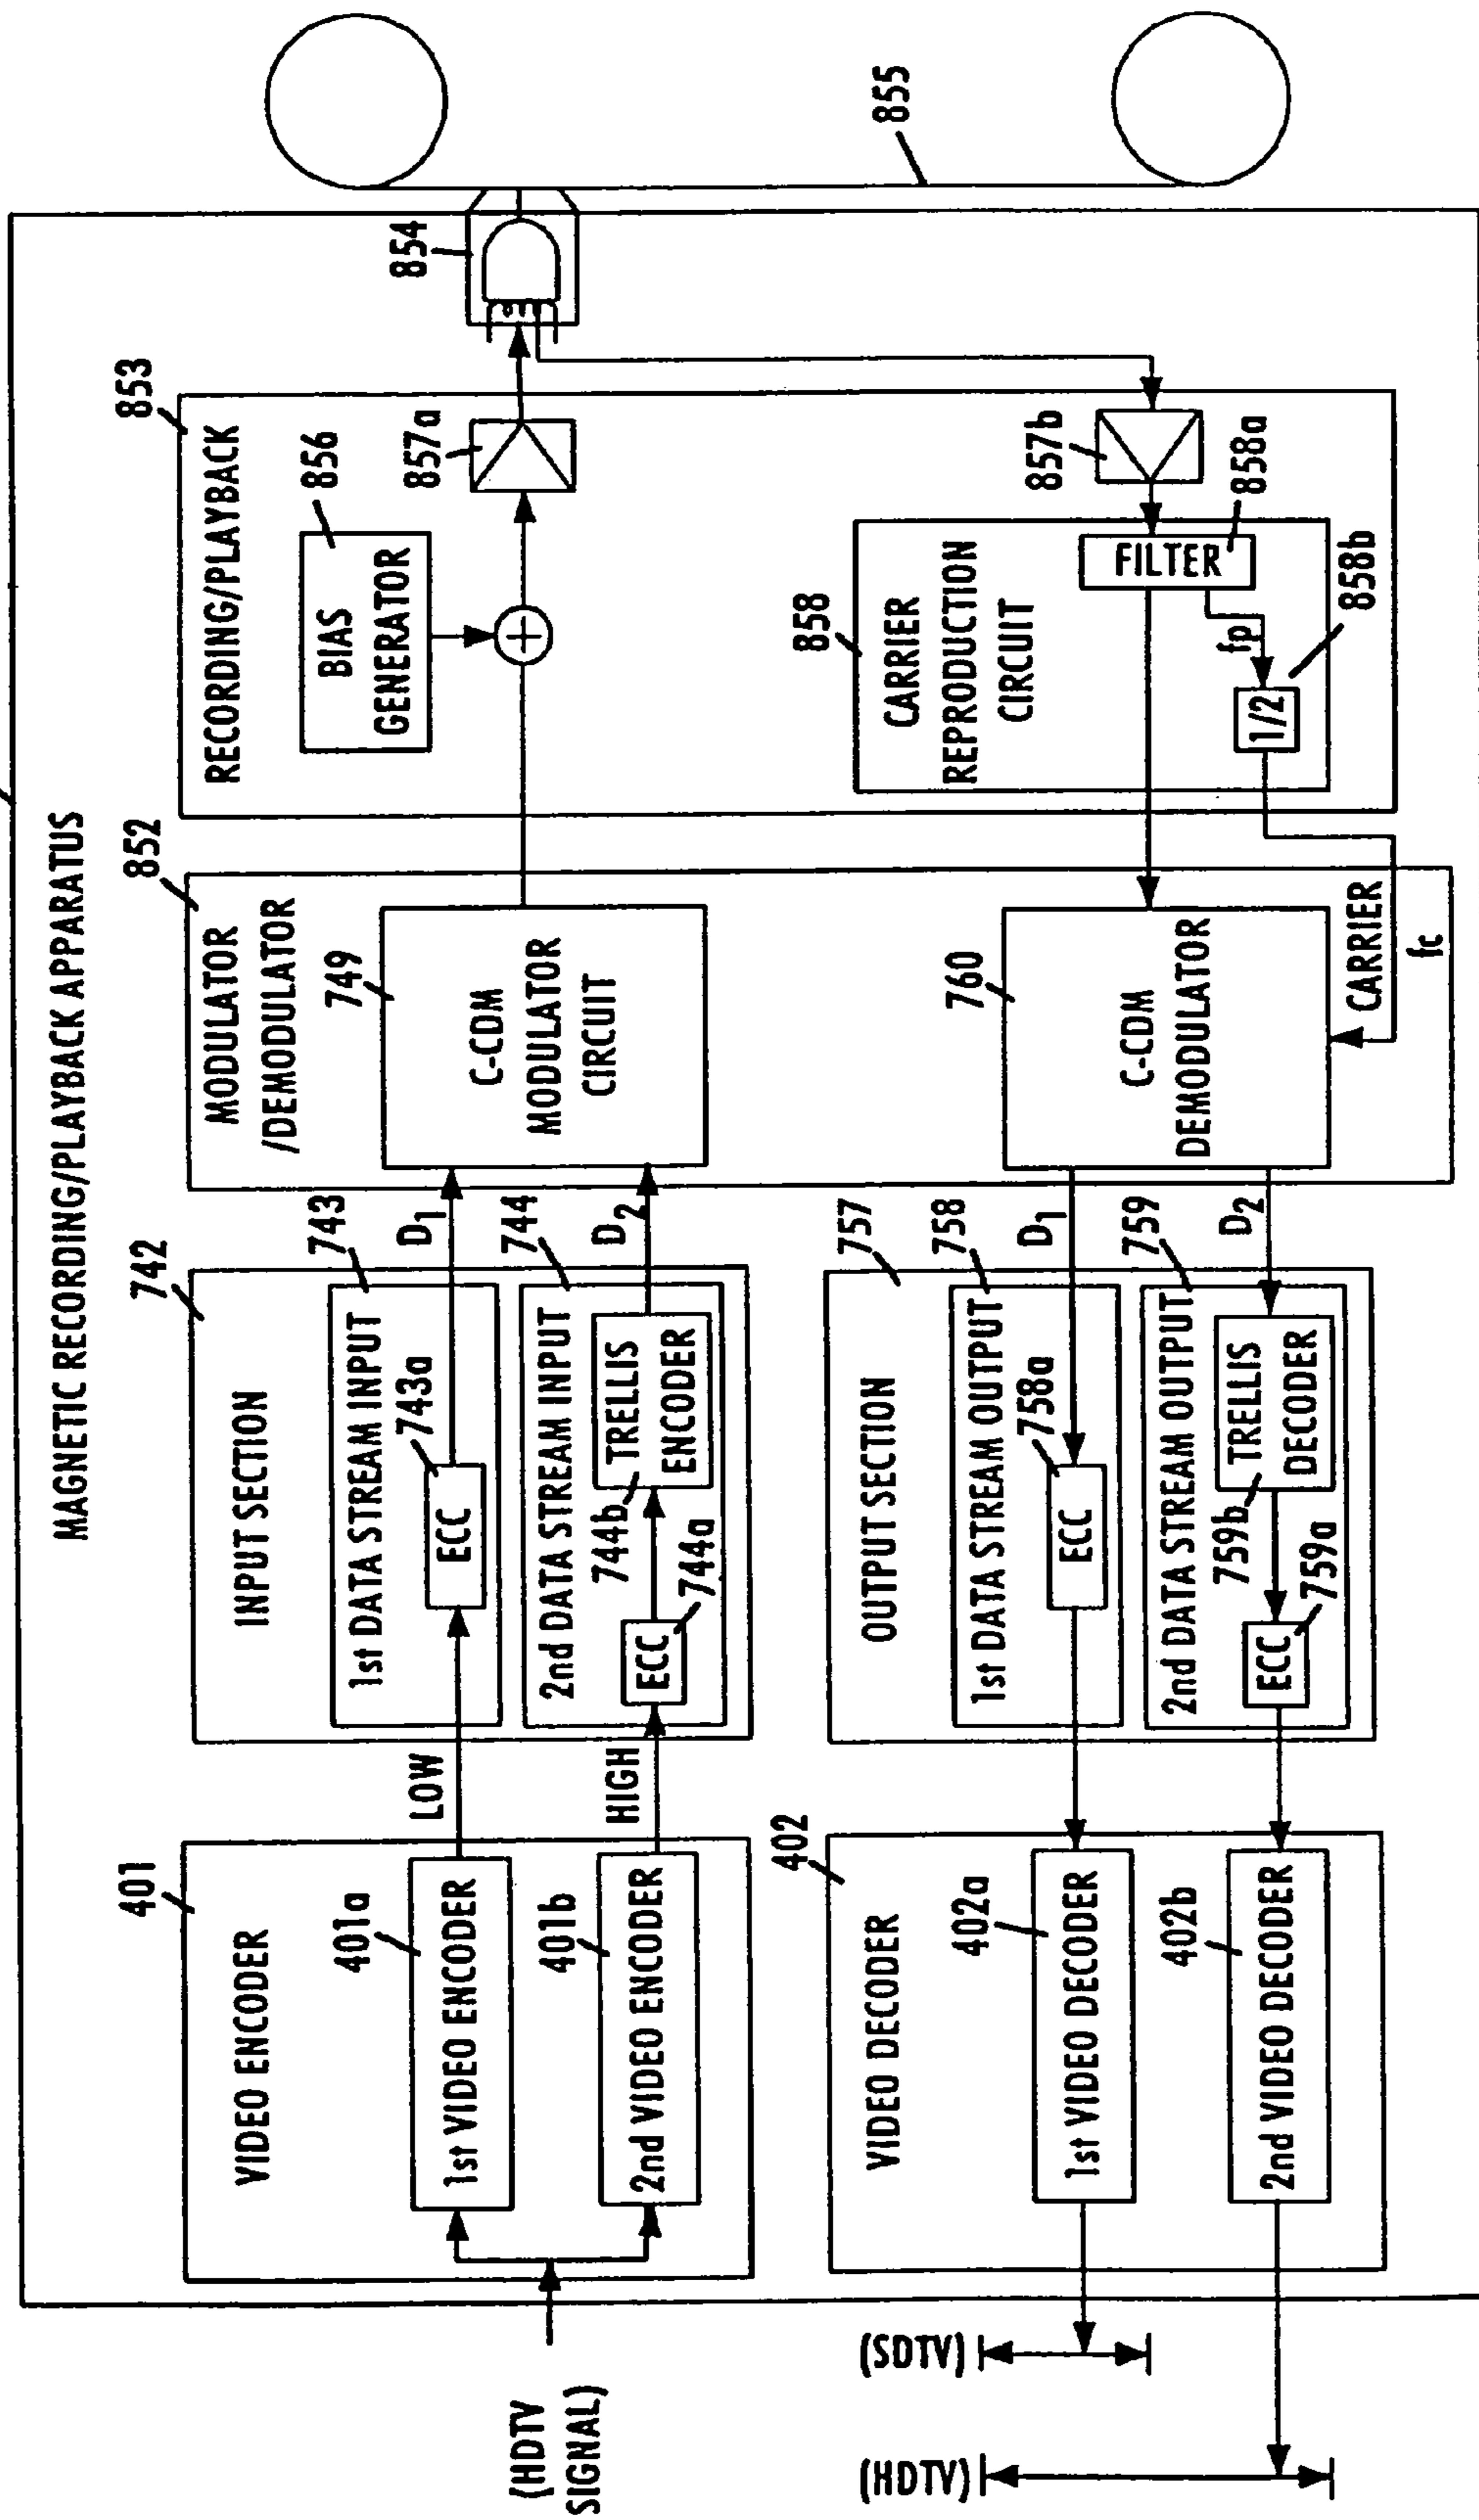 MAGNETIC RECORDING/PLAYBACK APPARATUS
401
VIDEO ENCODER
401a
1st VIDEO ENCODER
401b
2nd VIDEO ENCODER
(HDTV
SIGNAL)
LOW
HIGH
742
INPUT SECTION
743
1st DATA STREAM INPUT
743a
ECC
D1
744
2nd DATA STREAM INPUT
744b
TRELLIS
ENCODER
ECC
744a
D2
852
MODULATOR
/DEMODULATOR
749
C-CDM
MODULATOR
CIRCUIT
853
RECORDING/PLAYBACK
856
BIAS
GENERATOR
857a
854
855
402
VIDEO DECODER
402a
1st VIDEO DECODER
402b
2nd VIDEO DECODER
(SDTV)
(HDTV)
757
OUTPUT SECTION
758
1st DATA STREAM OUTPUT
758a
ECC
D1
759
2nd DATA STREAM OUTPUT
759b
TRELLIS
DECODER
ECC
759a
D2
760
C-CDM
DEMODULATOR
CARRIER
fc
858
CARRIER
REPRODUCTION
CIRCUIT
857b
FILTER
858a
fp
1/2
858b